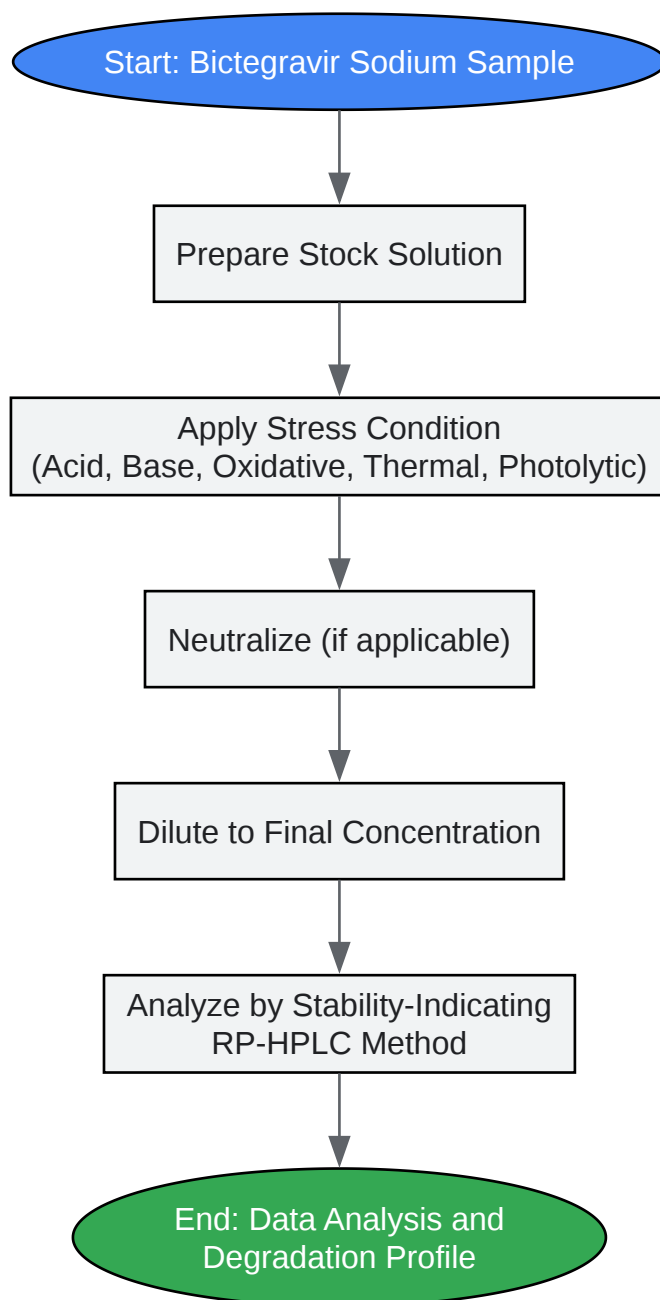 Start: Bictegravir Sodium Sample
Prepare Stock Solution
Apply Stress Condition
(Acid, Base, Oxidative, Thermal, Photolytic)
Neutralize (if applicable)
Dilute to Final Concentration
Analyze by Stability-Indicating
RP-HPLC Method
End: Data Analysis and
Degradation Profile